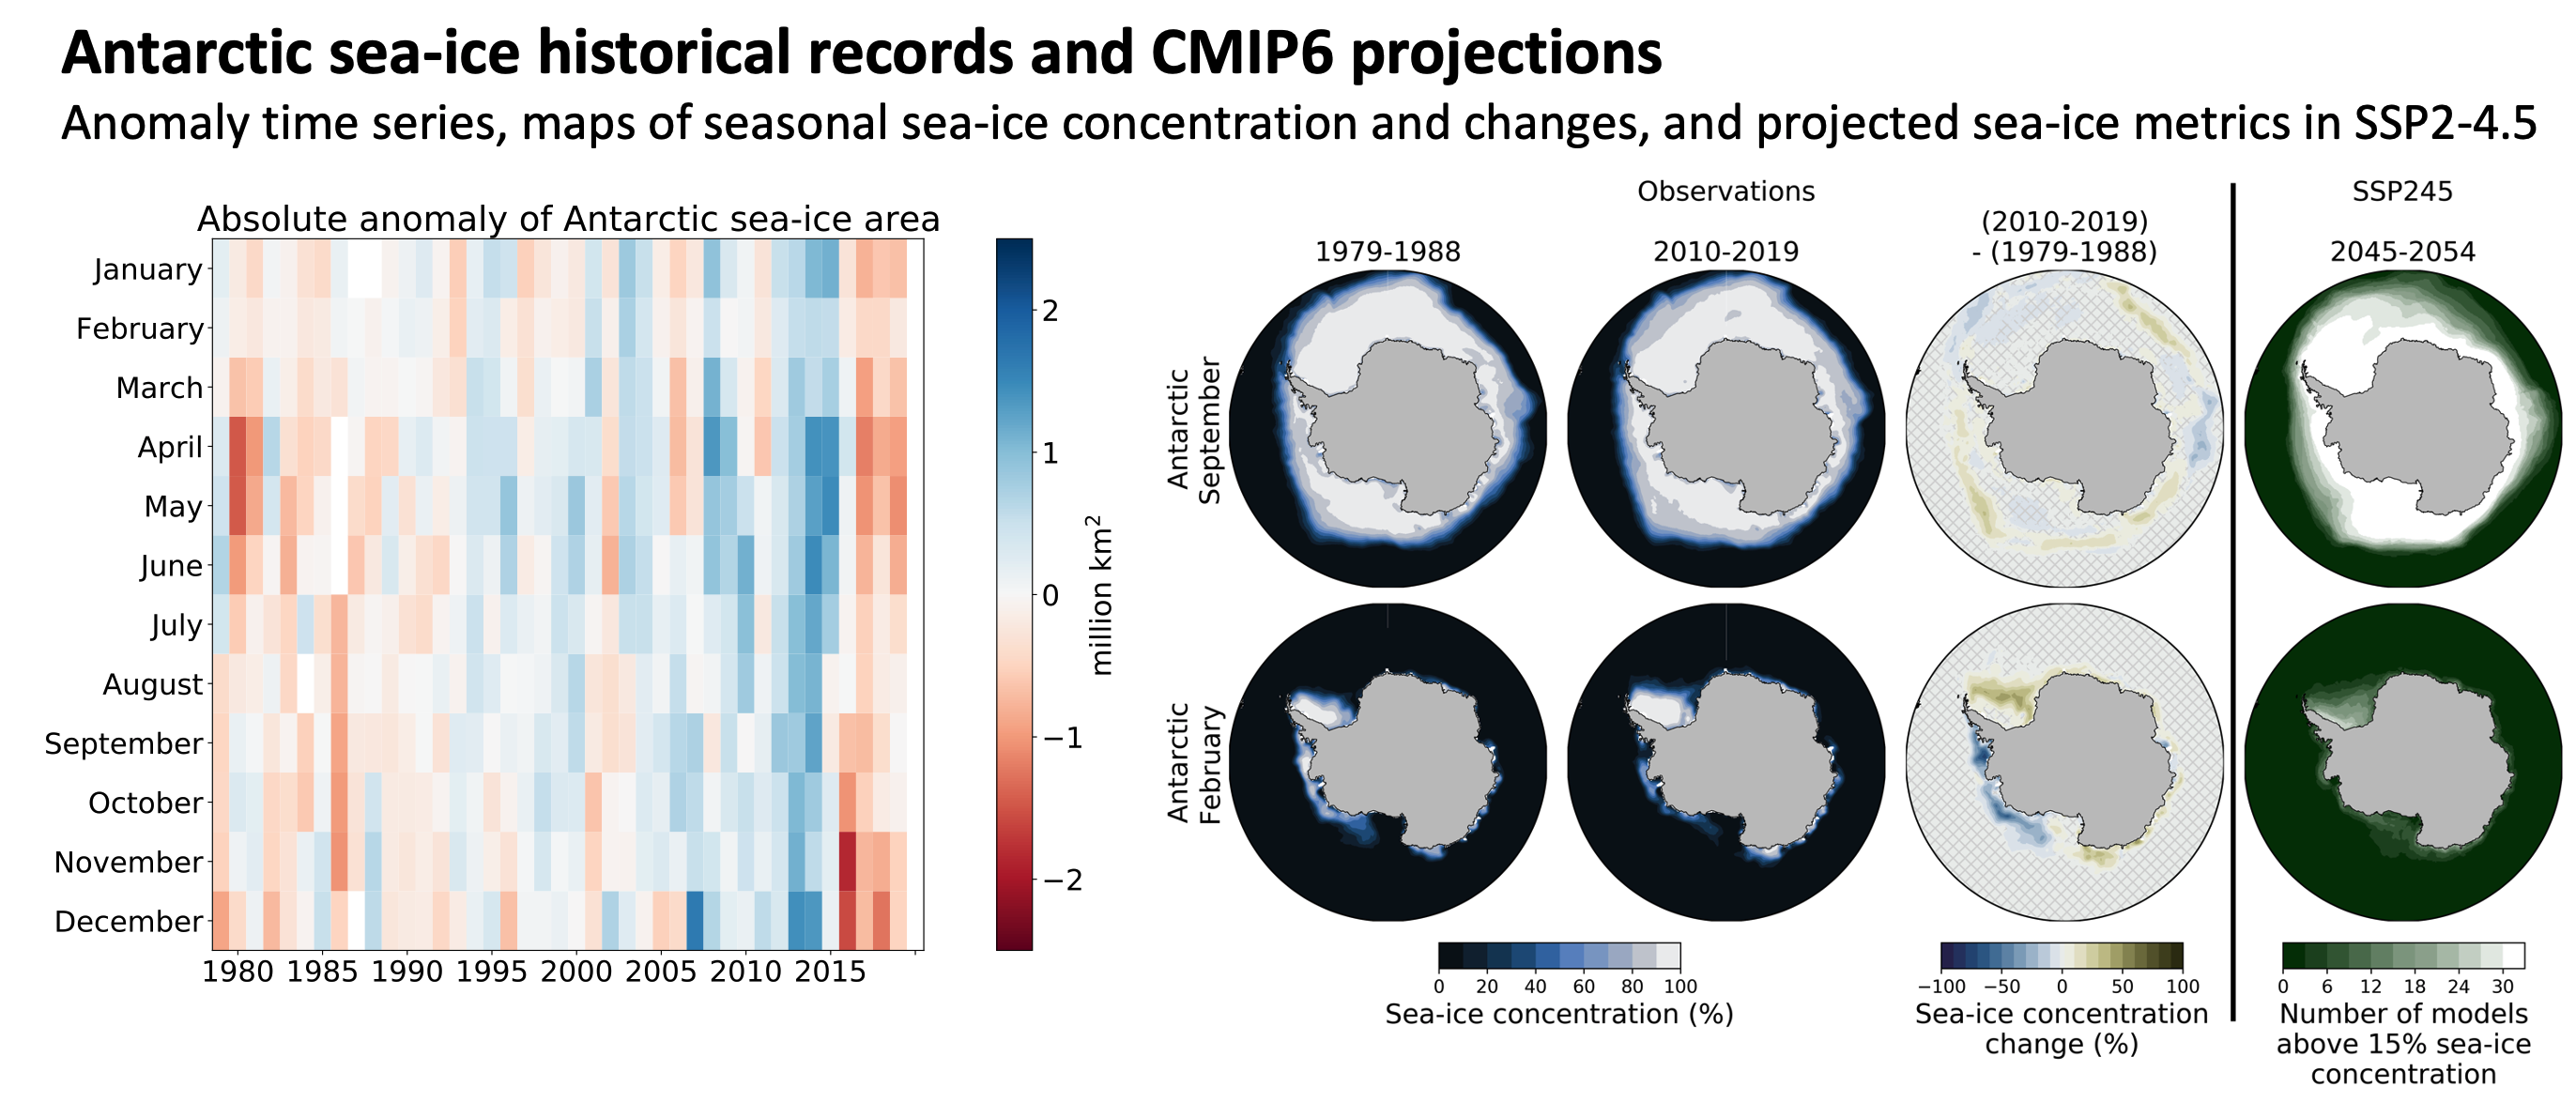 Antarctic sea-ice historical records and CMIP6 projections
Anomaly time series, maps of seasonal sea-ice concentration and changes, and projected sea-ice metrics in SSP2-4.5
Absolute anomaly of Antarctic sea-ice area
January
February
March
April
May
June
July
August
September
October
November
December
1980 1985 1990 1995 2000 2005 2010 2015
2
1
0
−1
−2
million km²
Observations
SSP245
1979-1988
2010-2019
(2010-2019)
- (1979-1988)
2045-2054
Antarctic
September
Antarctic
February
0 20 40 60 80 100
Sea-ice concentration (%)
−100 −50 0 50 100
Sea-ice concentration
change (%)
0 6 12 18 24 30
Number of models
above 15% sea-ice
concentration